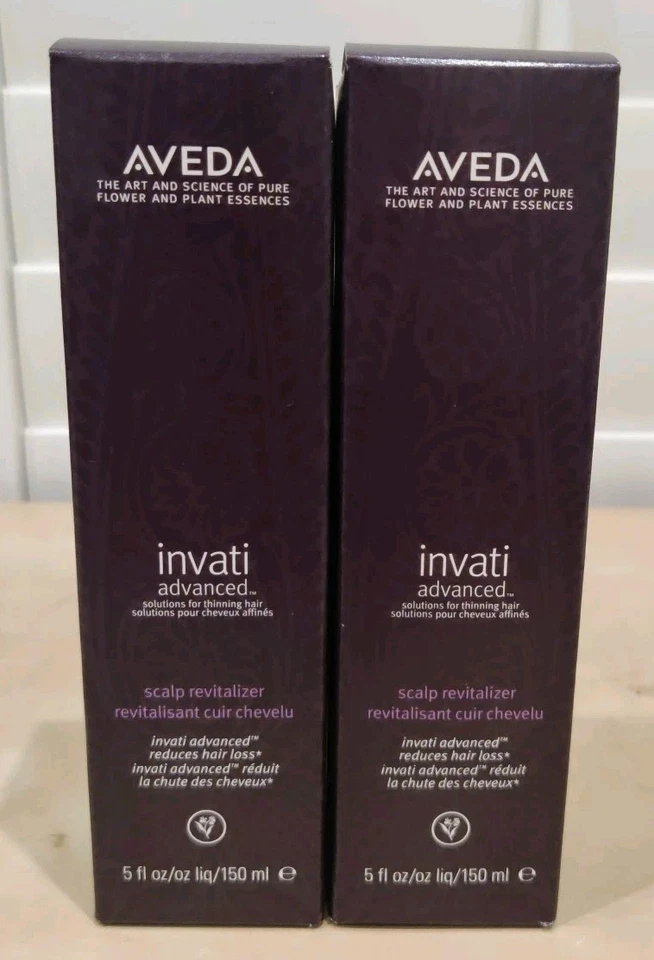 AVEDA
THE ART AND SCIENCE OF PURE
FLOWER AND PLANT ESSENCES
invati
advanced™
solutions for thinning hair
solutions pour cheveux affinés
scalp revitalizer
revitalisant cuir chevelu
invati advanced™
reduces hair loss*
invati advanced™ réduit
la chute des cheveux*
5 fl oz/oz liq/150 ml ℮
AVEDA
THE ART AND SCIENCE OF PURE
FLOWER AND PLANT ESSENCES
invati
advanced™
solutions for thinning hair
solutions pour cheveux affinés
scalp revitalizer
revitalisant cuir chevelu
invati advanced™
reduces hair loss*
invati advanced™ réduit
la chute des cheveux*
5 fl oz/oz liq/150 ml ℮